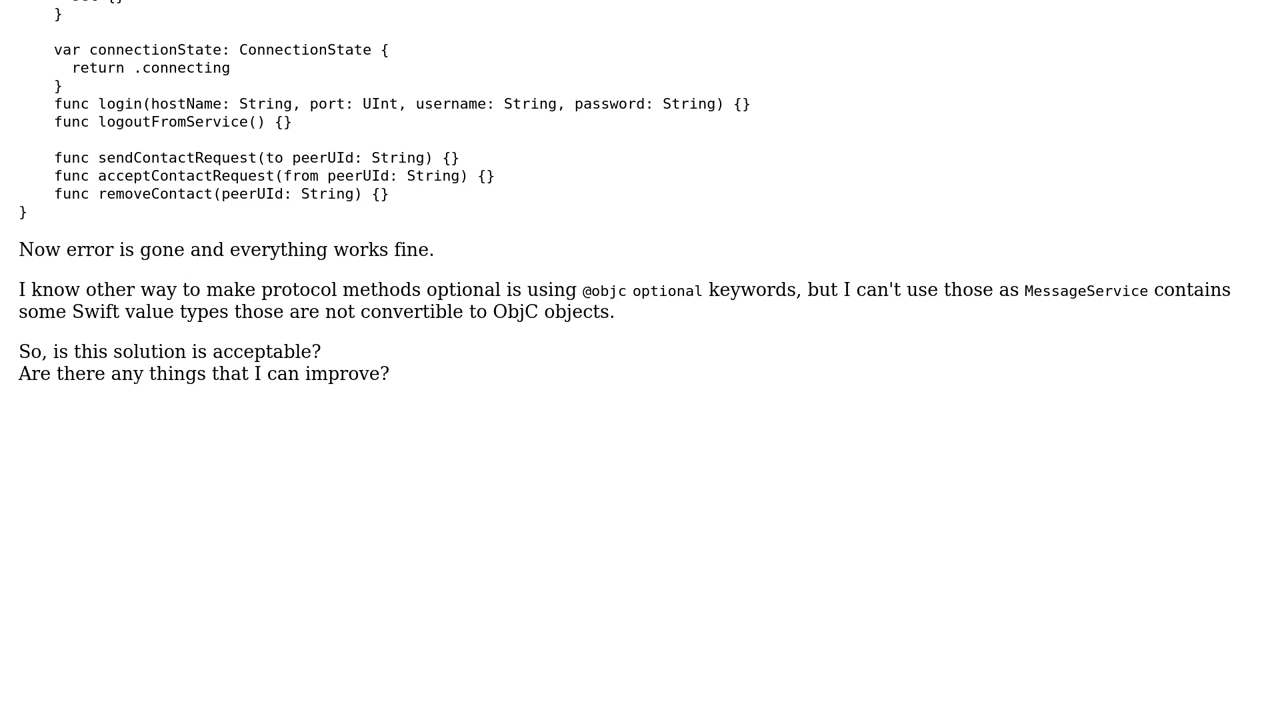 }
var connectionState: ConnectionState {
return .connecting
}
func login(hostName: String, port: UInt, username: String, password: String) {}
func logoutFromService() {}
func sendContactRequest(to peerUId: String) {}
func acceptContactRequest(from peerUId: String) {}
func removeContact(peerUId: String) {}
}
Now error is gone and everything works fine.
I know other way to make protocol methods optional is using @objc optional keywords, but I can't use those as MessageService contains
some Swift value types those are not convertible to ObjC objects.
So, is this solution is acceptable?
Are there any things that I can improve?